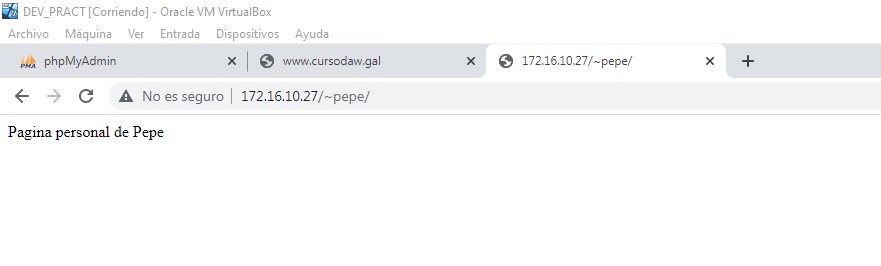 DEV_PRACT [Corriendo] - Oracle VM VirtualBox
Archivo Máquina Ver Entrada Dispositivos Ayuda
PMA phpMyAdmin www.cursodaw.gal 172.16.10.27/~pepe/
No es seguro 172.16.10.27/~pepe/
Pagina personal de Pepe